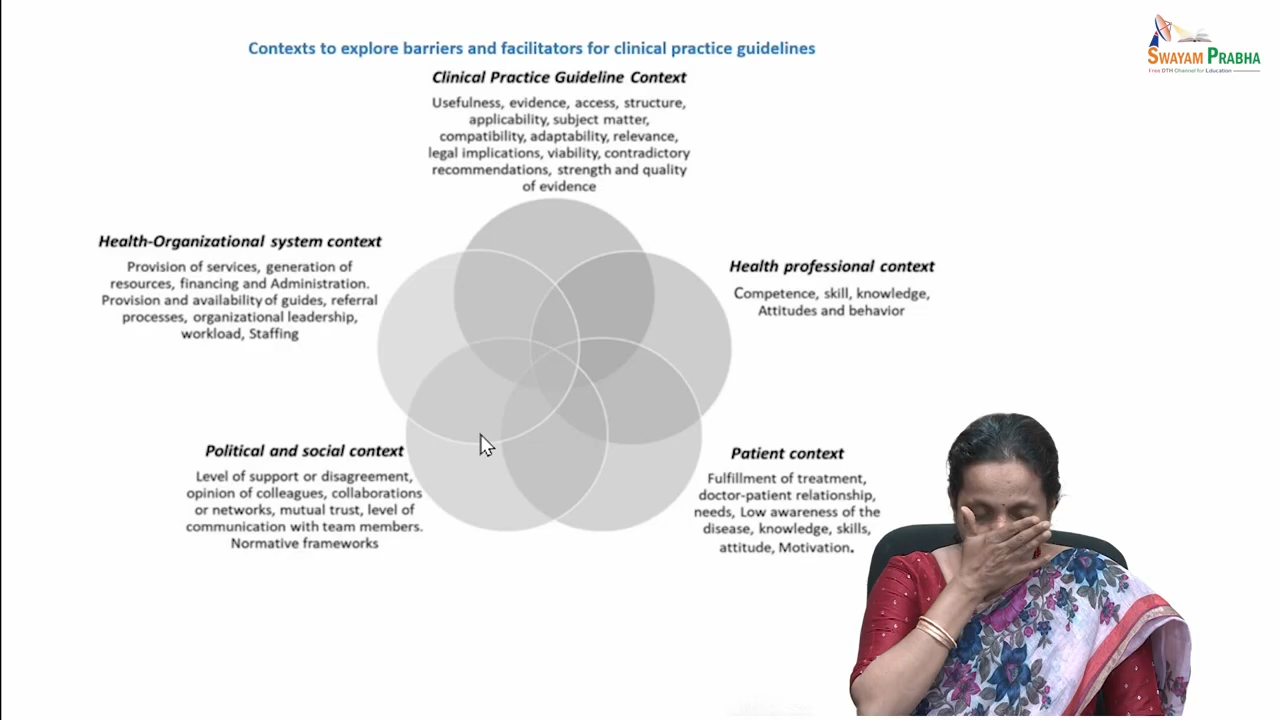 Contexts to explore barriers and facilitators for clinical practice guidelines
SWAYAM PRABHA
Free DTH Channel for Education
Clinical Practice Guideline Context
Usefulness, evidence, access, structure,
applicability, subject matter,
compatibility, adaptability, relevance,
legal implications, viability, contradictory
recommendations, strength and quality
of evidence
Health-Organizational system context
Provision of services, generation of
resources, financing and Administration.
Provision and availability of guides, referral
processes, organizational leadership,
workload, Staffing
Health professional context
Competence, skill, knowledge,
Attitudes and behavior
Political and social context
Level of support or disagreement,
opinion of colleagues, collaborations
or networks, mutual trust, level of
communication with team members.
Normative frameworks
Patient context
Fulfillment of treatment,
doctor-patient relationship,
needs, Low awareness of the
disease, knowledge, skills,
attitude, Motivation.